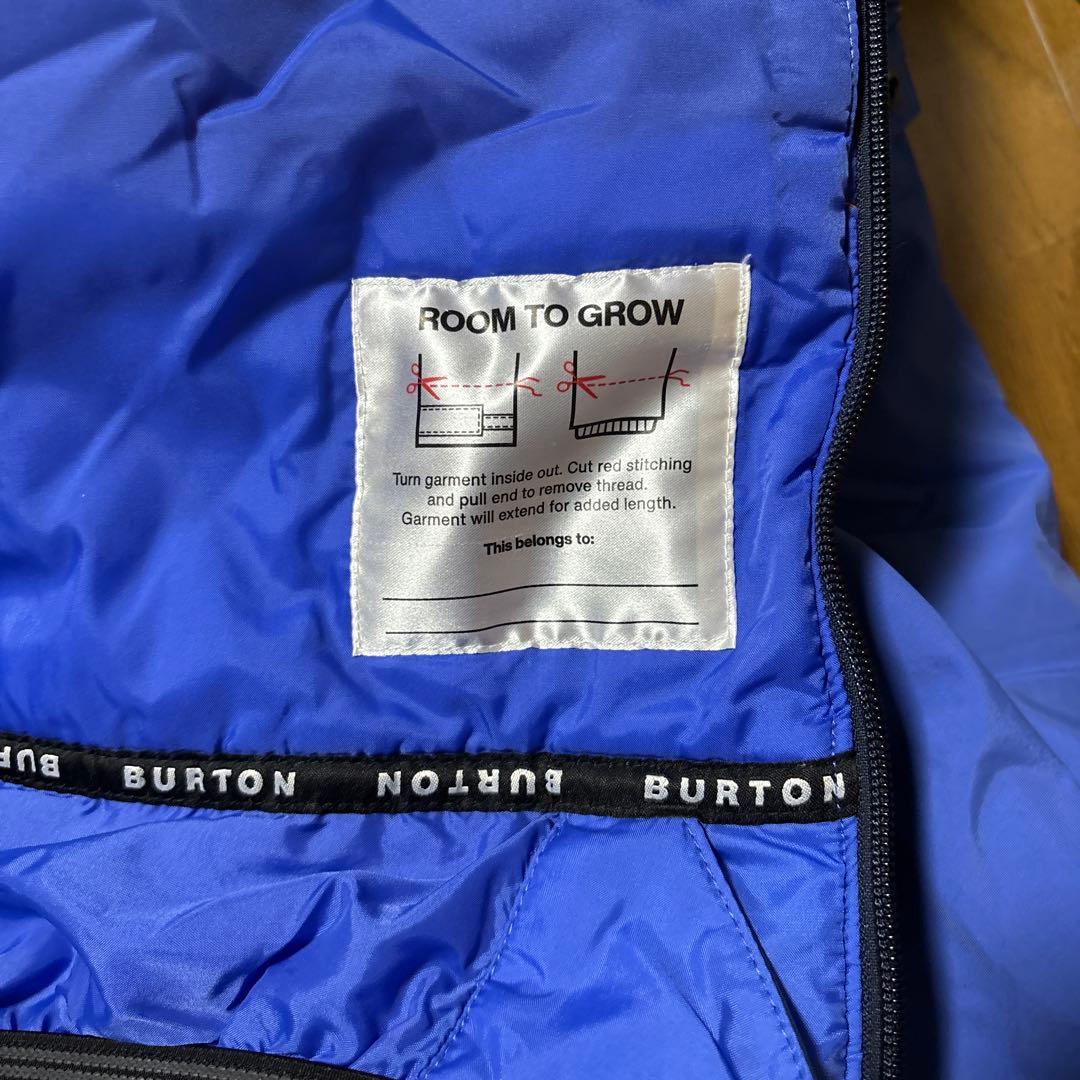 ROOM TO GROW
Turn garment inside out. Cut red stitching
and pull end to remove thread.
Garment will extend for added length.
This belongs to:
BUR BURTON BURTON BURTON